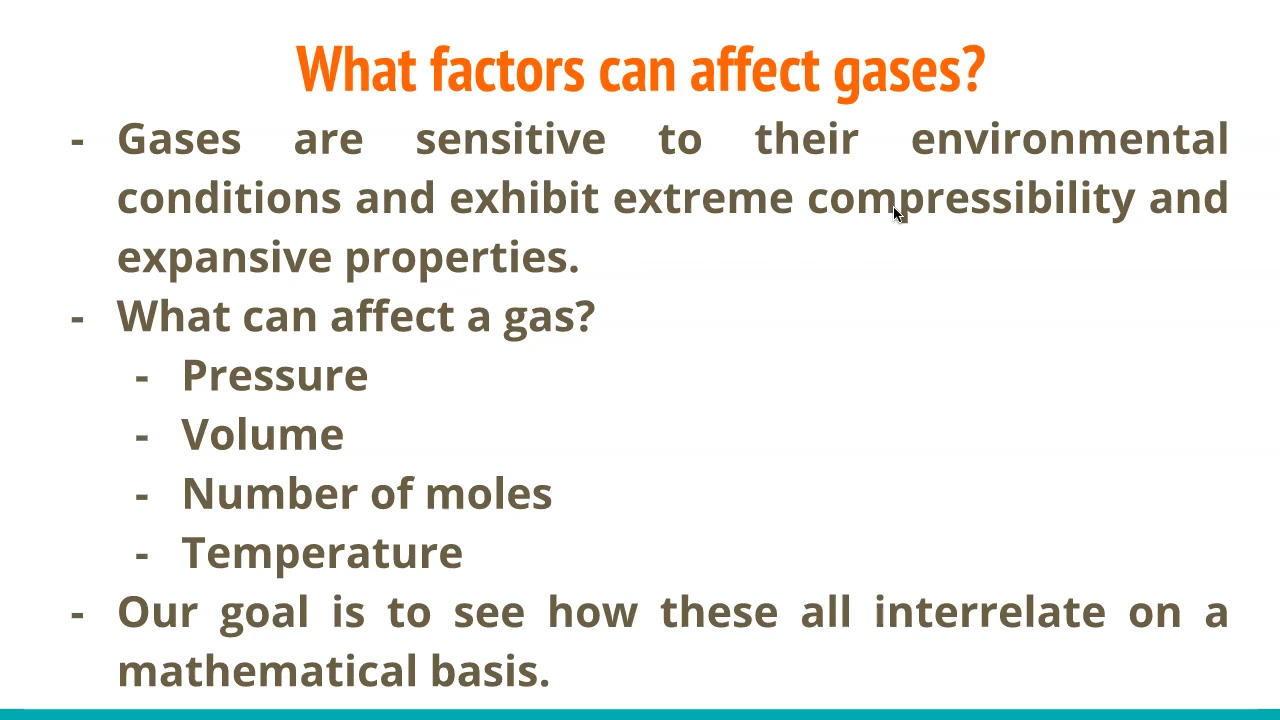 What factors can affect gases?
- Gases are sensitive to their environmental
conditions and exhibit extreme compressibility and
expansive properties.
- What can affect a gas?
- Pressure
- Volume
- Number of moles
- Temperature
- Our goal is to see how these all interrelate on a
mathematical basis.